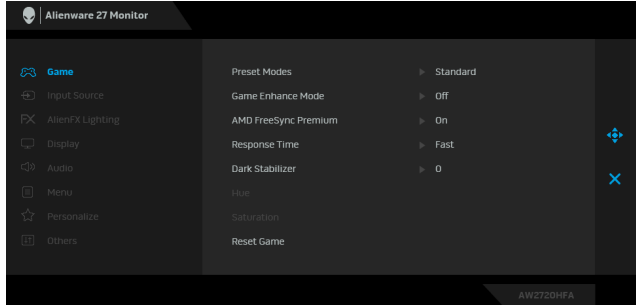 Alienware 27 Monitor
Game
Preset Modes Standard
Input Source
Game Enhance Mode Off
AlienFX Lighting
AMD FreeSync Premium On
Display
Response Time Fast
Audio
Dark Stabilizer 0
Menu
Hue
Personalize
Saturation
Others
Reset Game
AW2720HFA